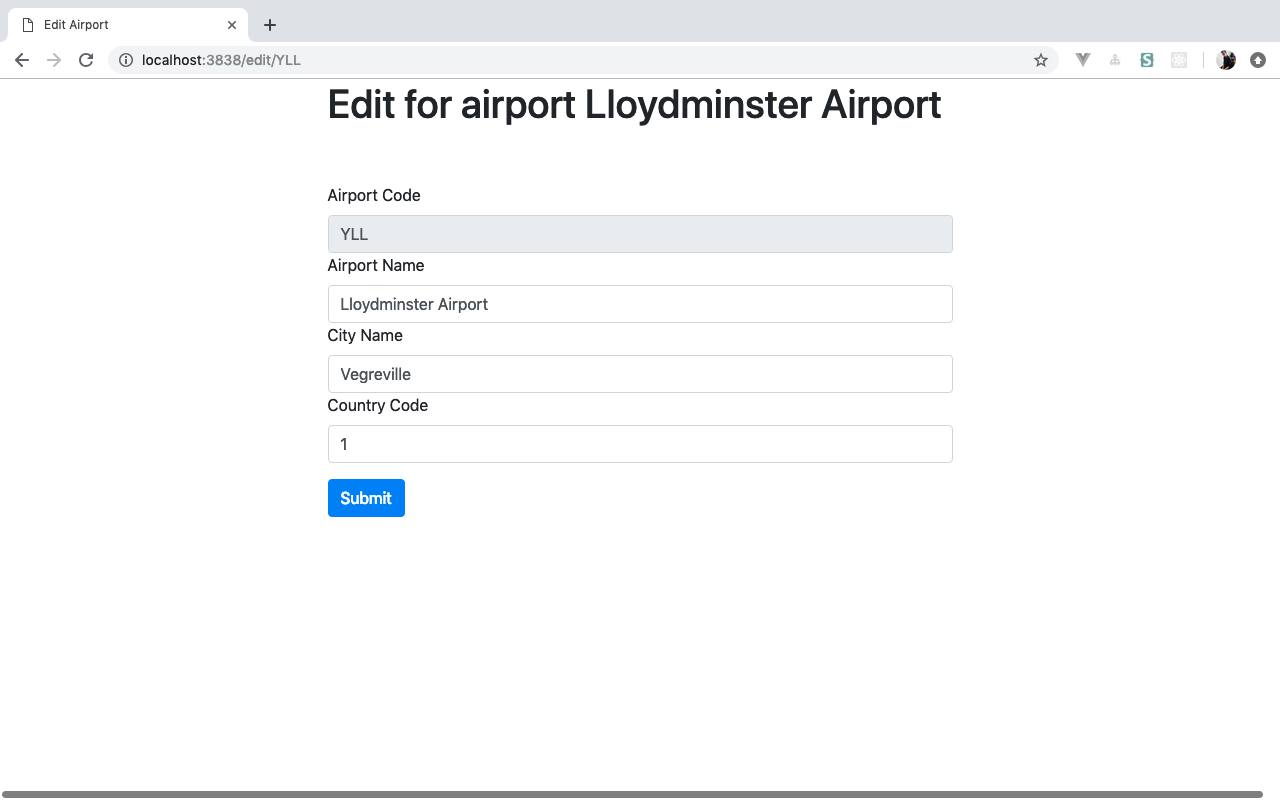 Edit Airport
localhost:3838/edit/YLL
Edit for airport Lloydminster Airport
Airport Code
YLL
Airport Name
Lloydminster Airport
City Name
Vegreville
Country Code
1
Submit